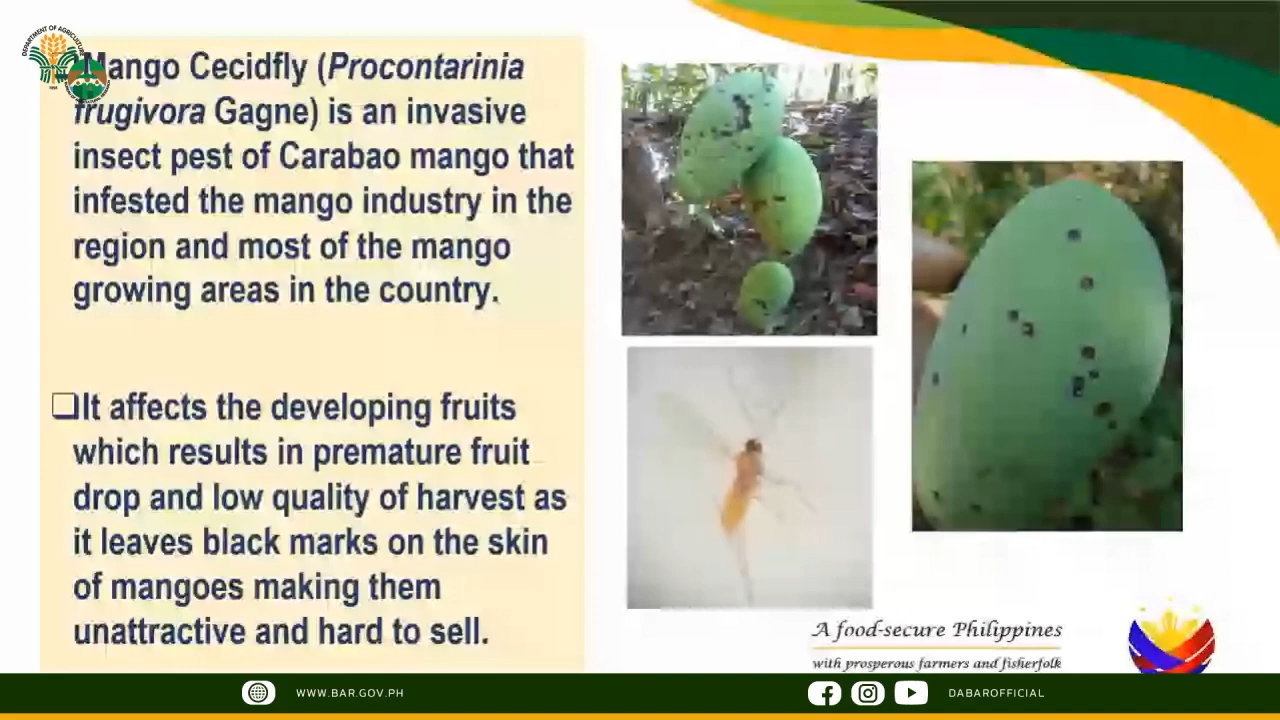 DEPARTMENT OF AGRICULTURE
Mango Cecidfly (Procontarinia
frugivora Gagne) is an invasive
insect pest of Carabao mango that
infested the mango industry in the
region and most of the mango
growing areas in the country.
❑It affects the developing fruits
which results in premature fruit
drop and low quality of harvest as
it leaves black marks on the skin
of mangoes making them
unattractive and hard to sell.
A food-secure Philippines
with prosperous farmers and fisherfolk
WWW.BAR.GOV.PH
DABAROFFICIAL